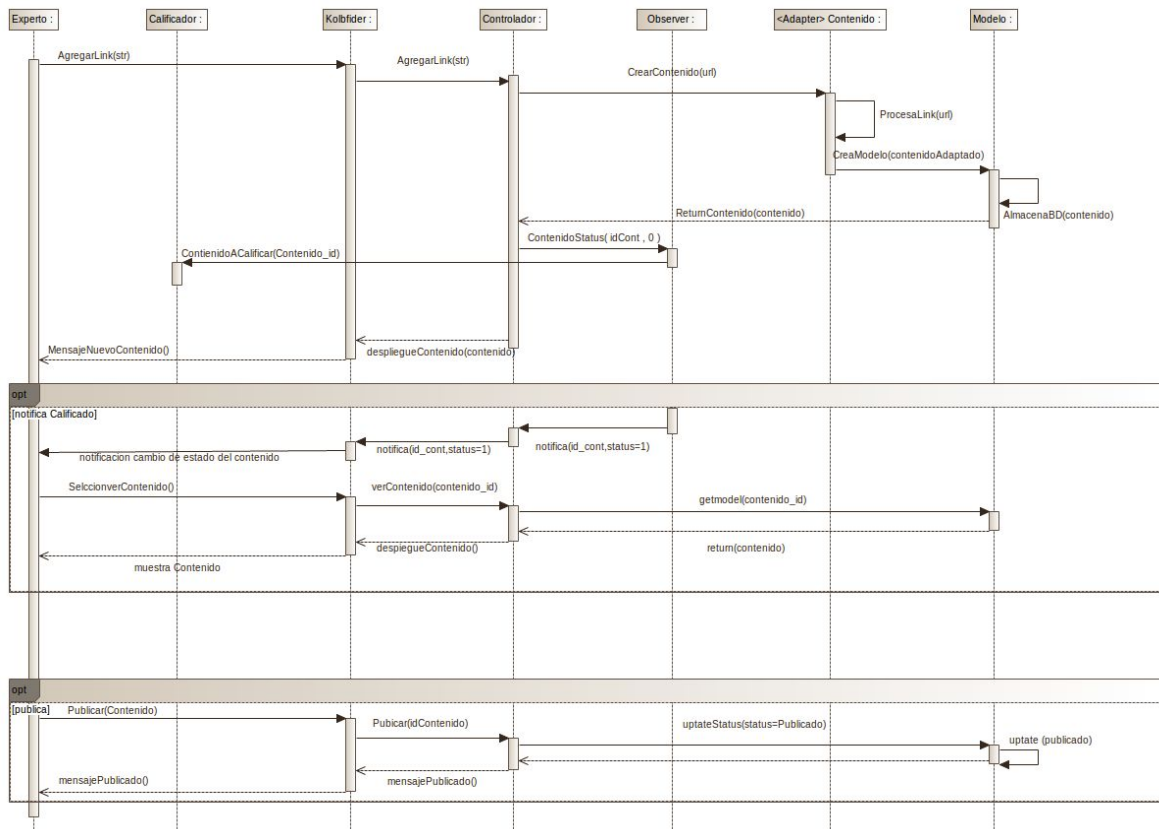 Experto :
Calificador :
Kolbfider :
Controlador :
Observer :
<Adapter> Contenido :
Modelo :
AgregarLink(str)
AgregarLink(str)
CrearContenido(url)
ProcesaLink(url)
CreaModelo(contenidoAdaptado)
AlmacenaBD(contenido)
ReturnContenido(contenido)
ContenidoStatus( idCont , 0 )
ContienidoACalificar(Contenido_id)
despliegueContenido(contenido)
MensajeNuevoContenido()
opt
[notifica Calificado]
notifica(id_cont,status=1)
notifica(id_cont,status=1)
notificacion cambio de estado del contenido
SelccionverContenido()
verContenido(contenido_id)
getmodel(contenido_id)
return(contenido)
despiegueContenido()
muestra Contenido
opt
[publica]
Publicar(Contenido)
Pubicar(idContenido)
uptateStatus(status=Publicado)
uptate (publicado)
mensajePublicado()
mensajePublicado()